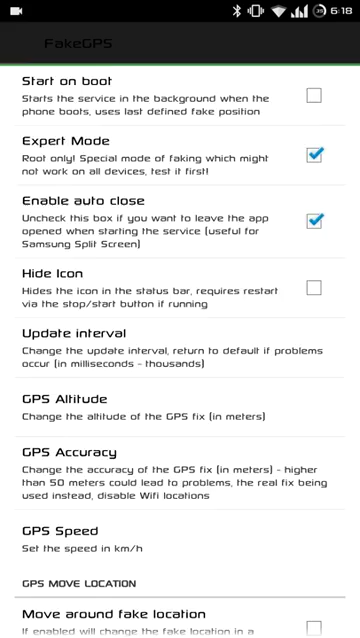 6:18
FakeGPS
Start on boot
Starts the service in the background when the
phone boots, uses last defined fake position
Expert Mode
Root only! Special mode of faking which might
not work on all devices, test it first!
Enable auto close
Uncheck this box if you want to leave the app
opened when starting the service (useful for
Samsung Split Screen)
Hide Icon
Hides the icon in the status bar, requires restart
via the stop/start button if running
Update interval
Change the update interval, return to default if problems
occur (in milliseconds - thousands)
GPS Altitude
Change the altitude of the GPS fix (in meters)
GPS Accuracy
Change the accuracy of the GPS fix (in meters) - higher
than 50 meters could lead to problems, the real fix being
used instead, disable Wifi locations
GPS Speed
Set the speed in km/h
GPS MOVE LOCATION
Move around fake location
If enabled will change the fake location in a